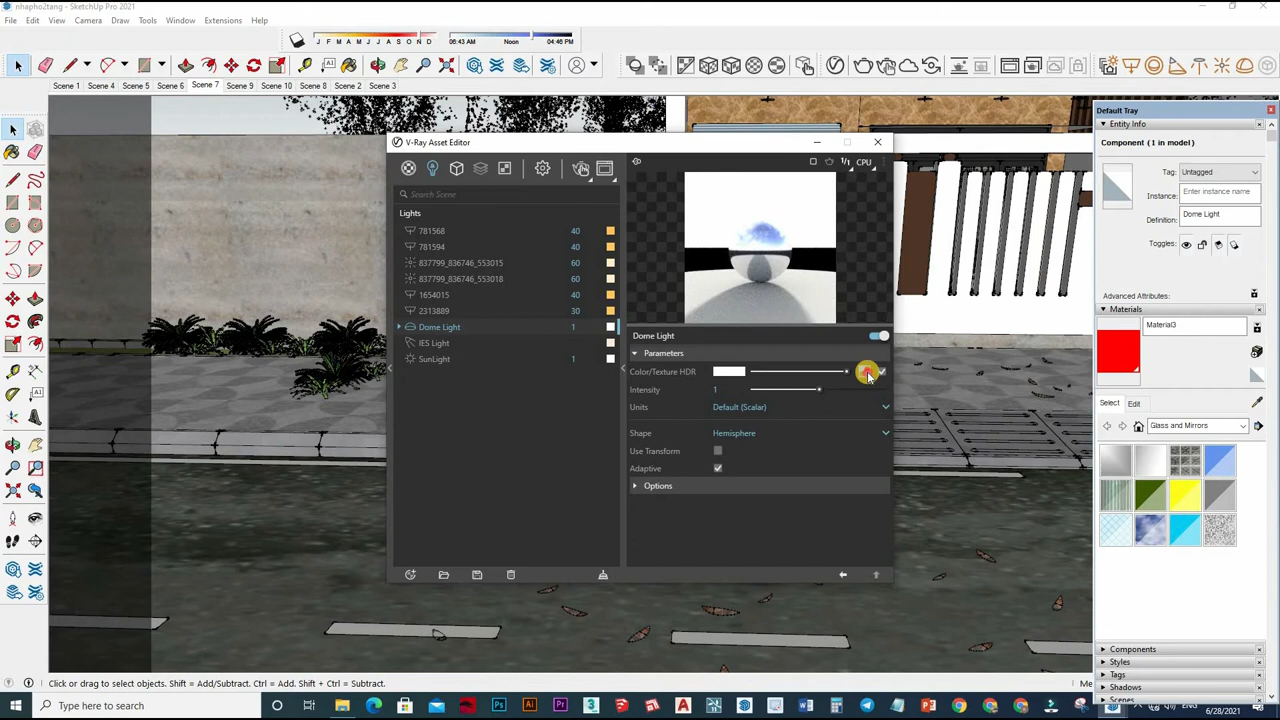 nhapho2tang - SketchUp Pro 2021
File Edit View Camera Draw Tools Window Extensions Help
J F M A M J J A S O N D 06:43 AM Noon 04:46 PM
Scene 1 Scene 4 Scene 5 Scene 6 Scene 7 Scene 9 Scene 10 Scene 8 Scene 2 Scene 3
V-Ray Asset Editor
CPU
Search Scene
Lights
781568 40
781594 40
837799_836746_553015 60
837799_836746_553018 60
1654015 40
2313889 30
Dome Light 1
IES Light
SunLight 1
Dome Light
Parameters
Color/Texture HDR
Intensity 1
Units Default (Scalar)
Shape Hemisphere
Use Transform
Adaptive
Options
Default Tray
Entity Info
Component (1 in model)
Tag: Untagged
Instance: Enter instance name
Definition: Dome Light
Toggles:
Advanced Attributes:
Materials
Material3
Select Edit
Glass and Mirrors
Components
Styles
Tags
Shadows
Scenes
Click or drag to select objects. Shift = Add/Subtract. Ctrl = Add. Shift + Ctrl = Subtract.
Type here to search
ENG
6/28/2021